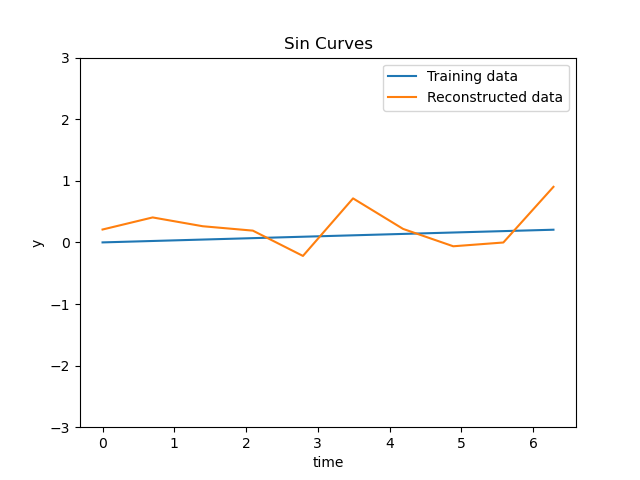 Sin Curves
Training data
Reconstructed data
3
2
1
0
−1
−2
−3
y
0 1 2 3 4 5 6
time